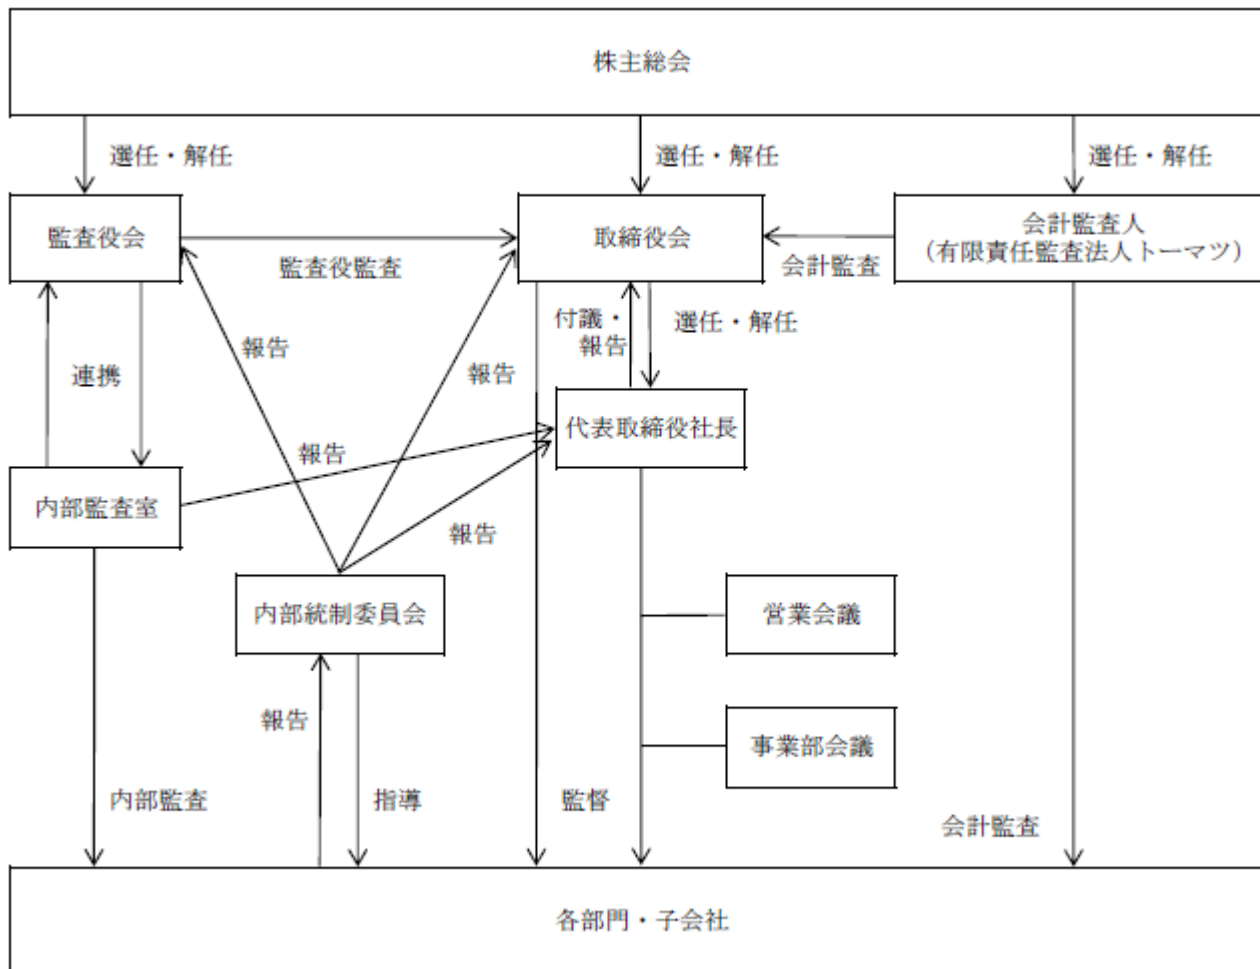 株主総会
選任・解任
選任・解任
選任・解任
監査役会
取締役会
会計監査人
（有限責任監査法人トーマツ）
監査役監査
会計監査
付議・
報告
選任・解任
報告
報告
連携
代表取締役社長
報告
内部監査室
報告
内部統制委員会
営業会議
報告
事業部会議
内部監査
指導
監督
会計監査
各部門・子会社